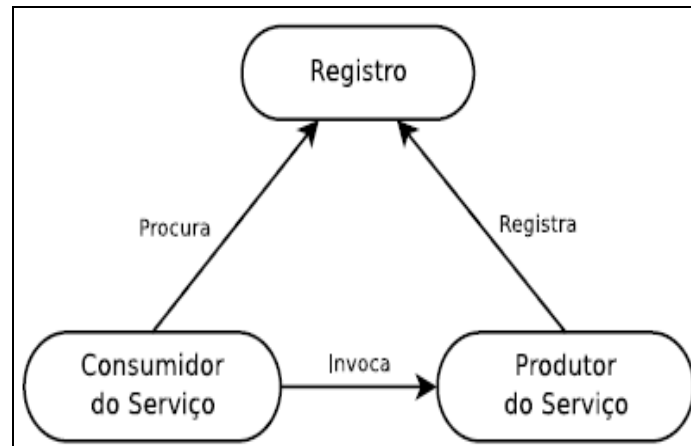 Registro
Procura
Registra
Consumidor
do Serviço
Invoca
Produtor
do Serviço